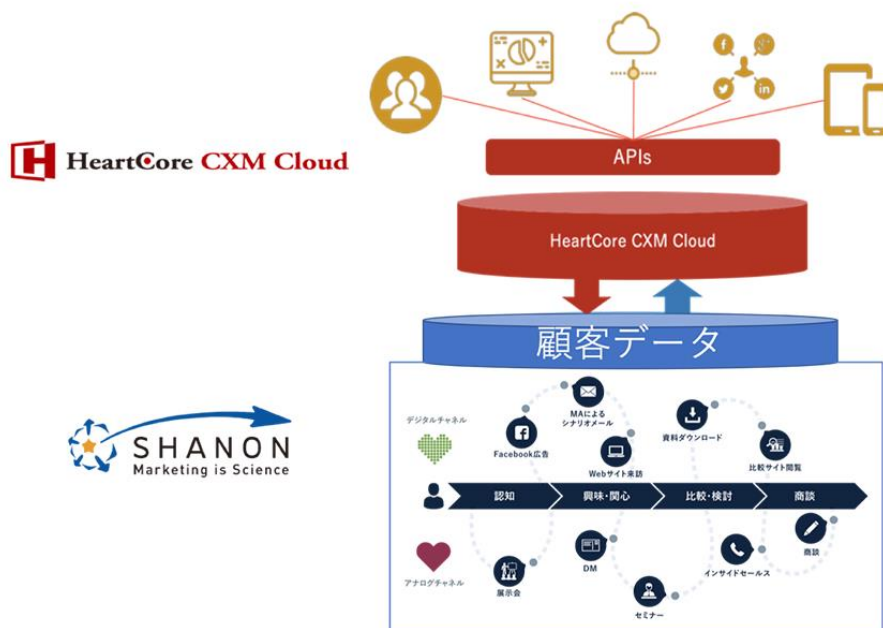 APIs
HeartCore CXM Cloud
HeartCore CXM Cloud
顧客データ
SHANON
Marketing is Science
デジタルチャネル
Facebook広告
MAによる
シナリオメール
Webサイト来訪
資料ダウンロード
比較サイト閲覧
認知
興味・関心
比較・検討
商談
アナログチャネル
展示会
DM
セミナー
インサイドセールス
商談